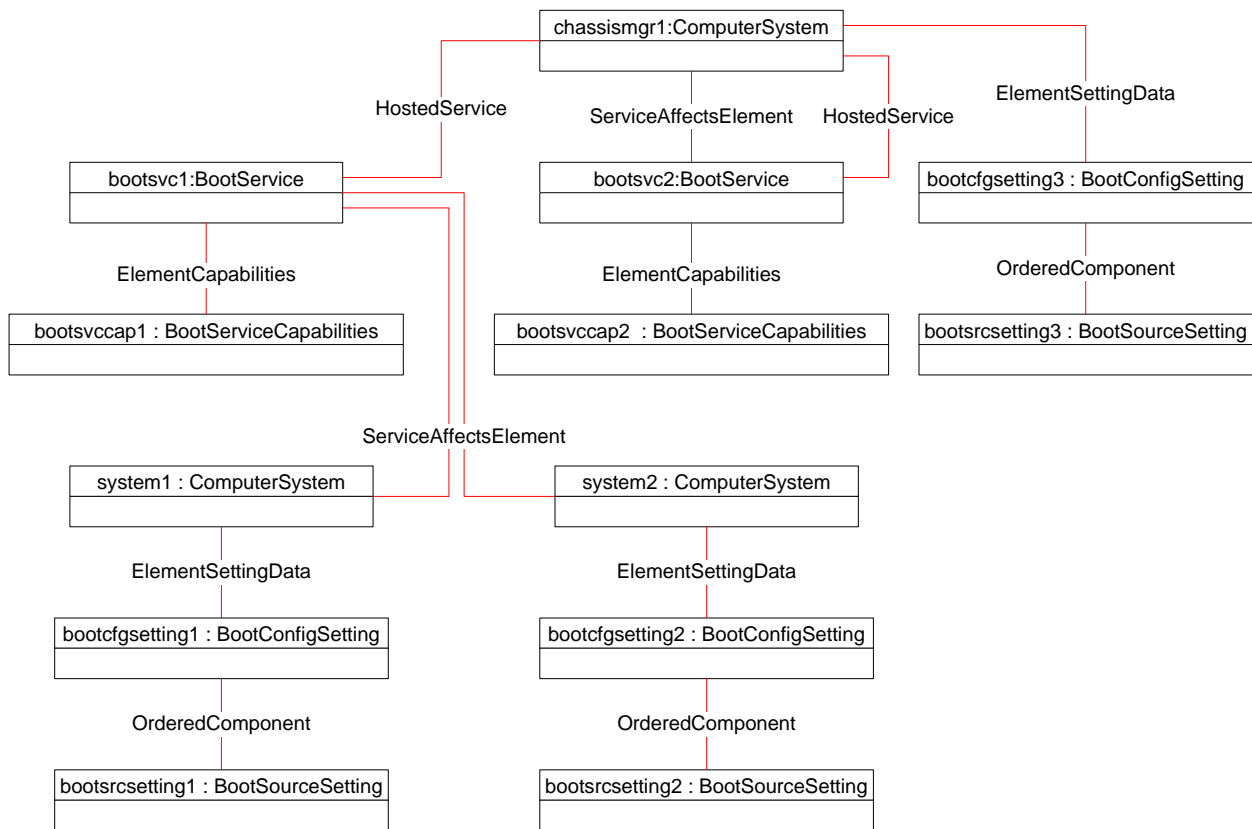 chassismgr1:ComputerSystem
ElementSettingData
HostedService
ServiceAffectsElement
HostedService
bootsvc1:BootService
bootsvc2:BootService
bootcfgsetting3 : BootConfigSetting
ElementCapabilities
ElementCapabilities
OrderedComponent
bootsvccap1 : BootServiceCapabilities
bootsvccap2 : BootServiceCapabilities
bootsrcsetting3 : BootSourceSetting
ServiceAffectsElement
system1 : ComputerSystem
system2 : ComputerSystem
ElementSettingData
ElementSettingData
bootcfgsetting1 : BootConfigSetting
bootcfgsetting2 : BootConfigSetting
OrderedComponent
OrderedComponent
bootsrcsetting1 : BootSourceSetting
bootsrcsetting2 : BootSourceSetting